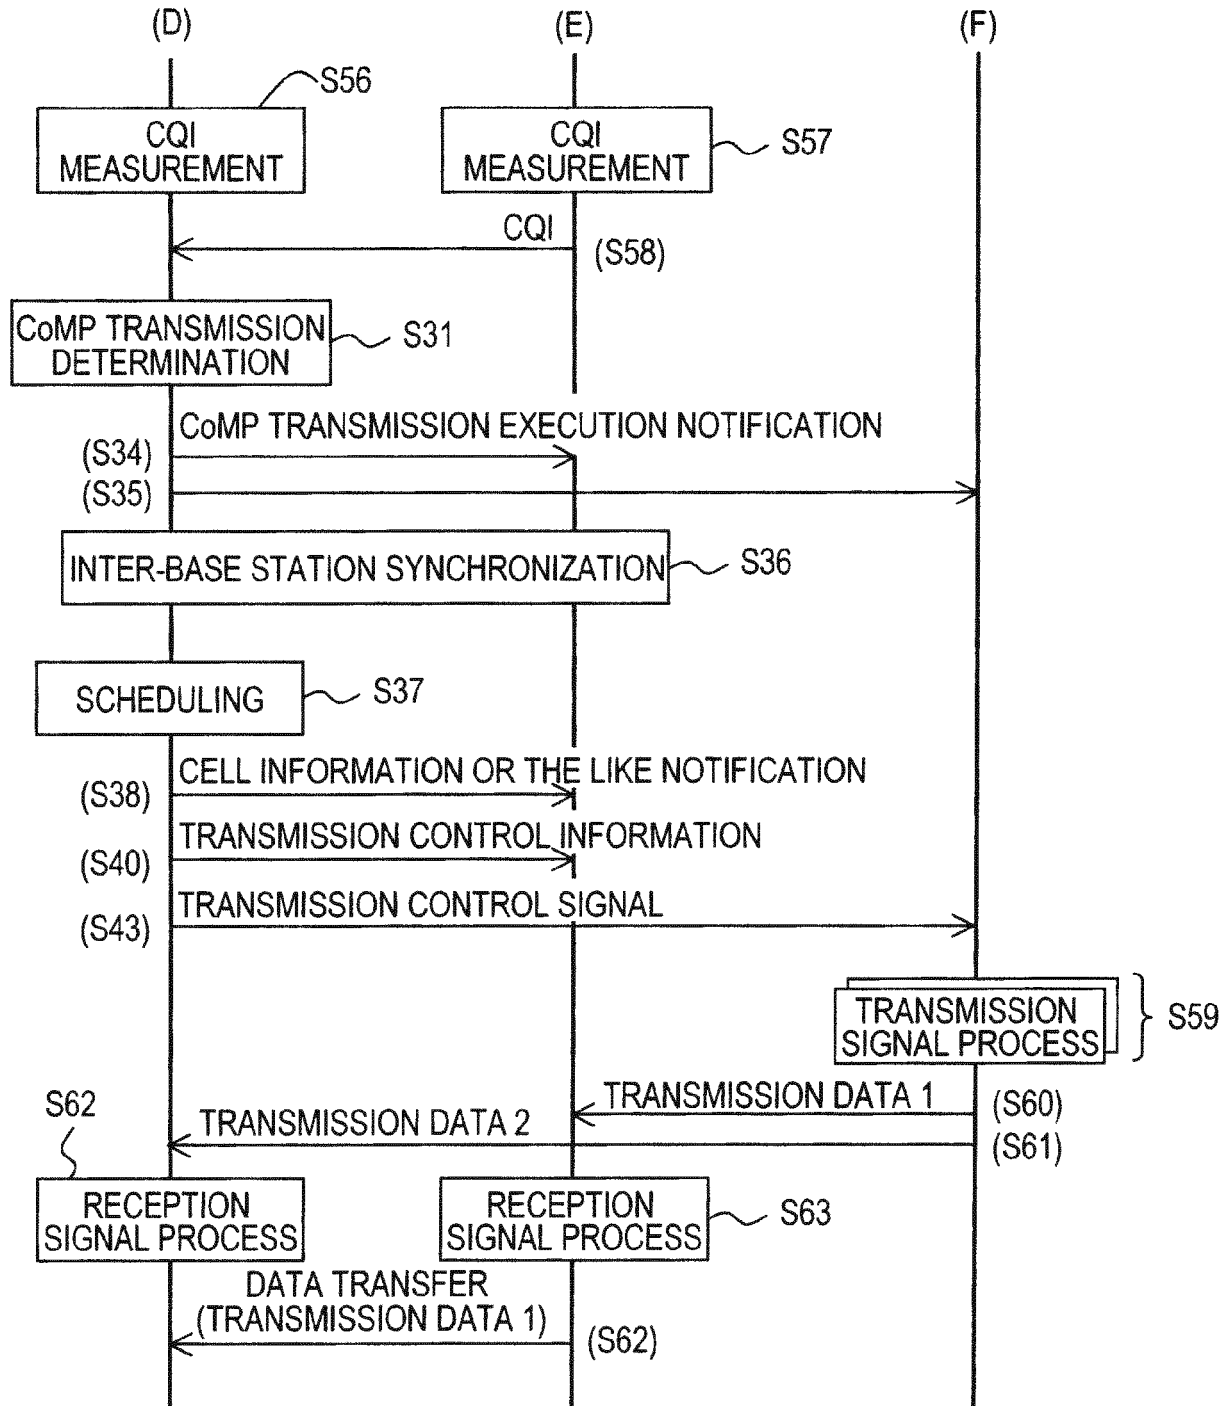 (D)
(E)
(F)
S56
CQI
MEASUREMENT
CQI
MEASUREMENT
S57
CQI
(S58)
CoMP TRANSMISSION
DETERMINATION
S31
CoMP TRANSMISSION EXECUTION NOTIFICATION
(S34)
(S35)
INTER-BASE STATION SYNCHRONIZATION
S36
SCHEDULING
S37
CELL INFORMATION OR THE LIKE NOTIFICATION
(S38)
TRANSMISSION CONTROL INFORMATION
(S40)
TRANSMISSION CONTROL SIGNAL
(S43)
TRANSMISSION
SIGNAL PROCESS
S59
TRANSMISSION DATA 1
(S60)
TRANSMISSION DATA 2
(S61)
S62
RECEPTION
SIGNAL PROCESS
RECEPTION
SIGNAL PROCESS
S63
DATA TRANSFER
(TRANSMISSION DATA 1)
(S62)